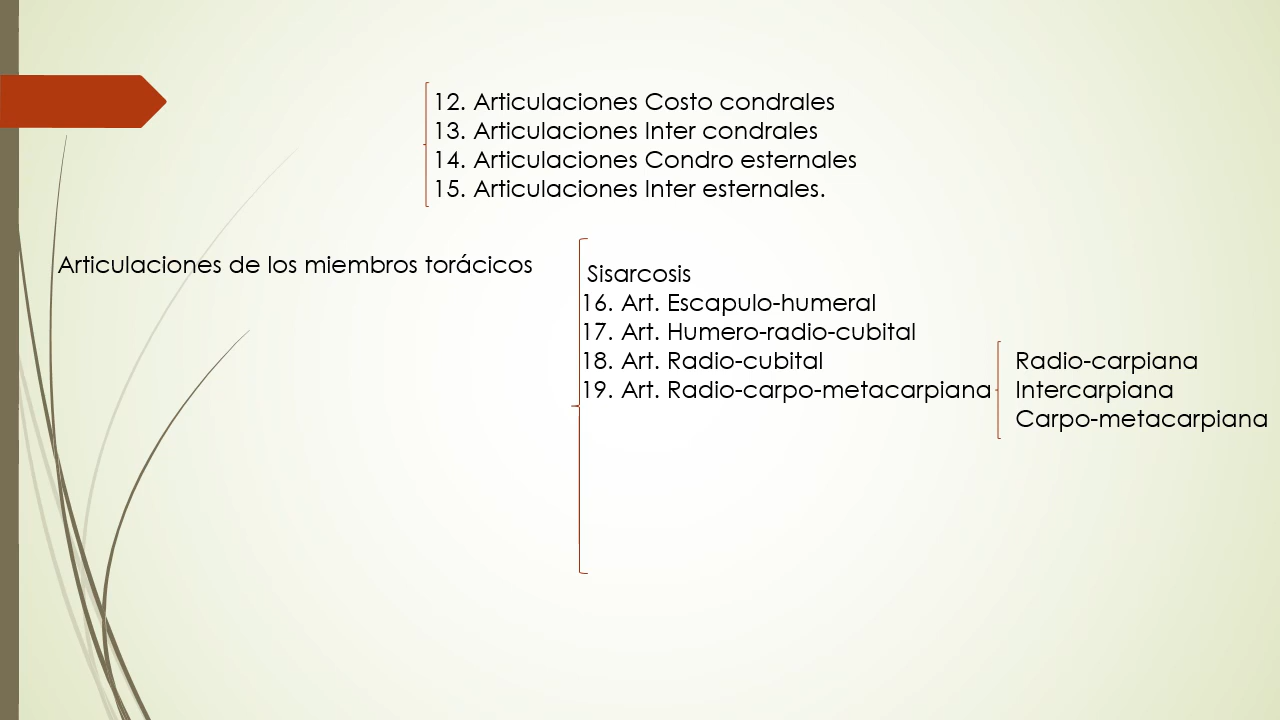 12. Articulaciones Costo condrales
13. Articulaciones Inter condrales
14. Articulaciones Condro esternales
15. Articulaciones Inter esternales.
Articulaciones de los miembros torácicos
Sisarcosis
16. Art. Escapulo-humeral
17. Art. Humero-radio-cubital
18. Art. Radio-cubital
19. Art. Radio-carpo-metacarpiana
Radio-carpiana
Intercarpiana
Carpo-metacarpiana